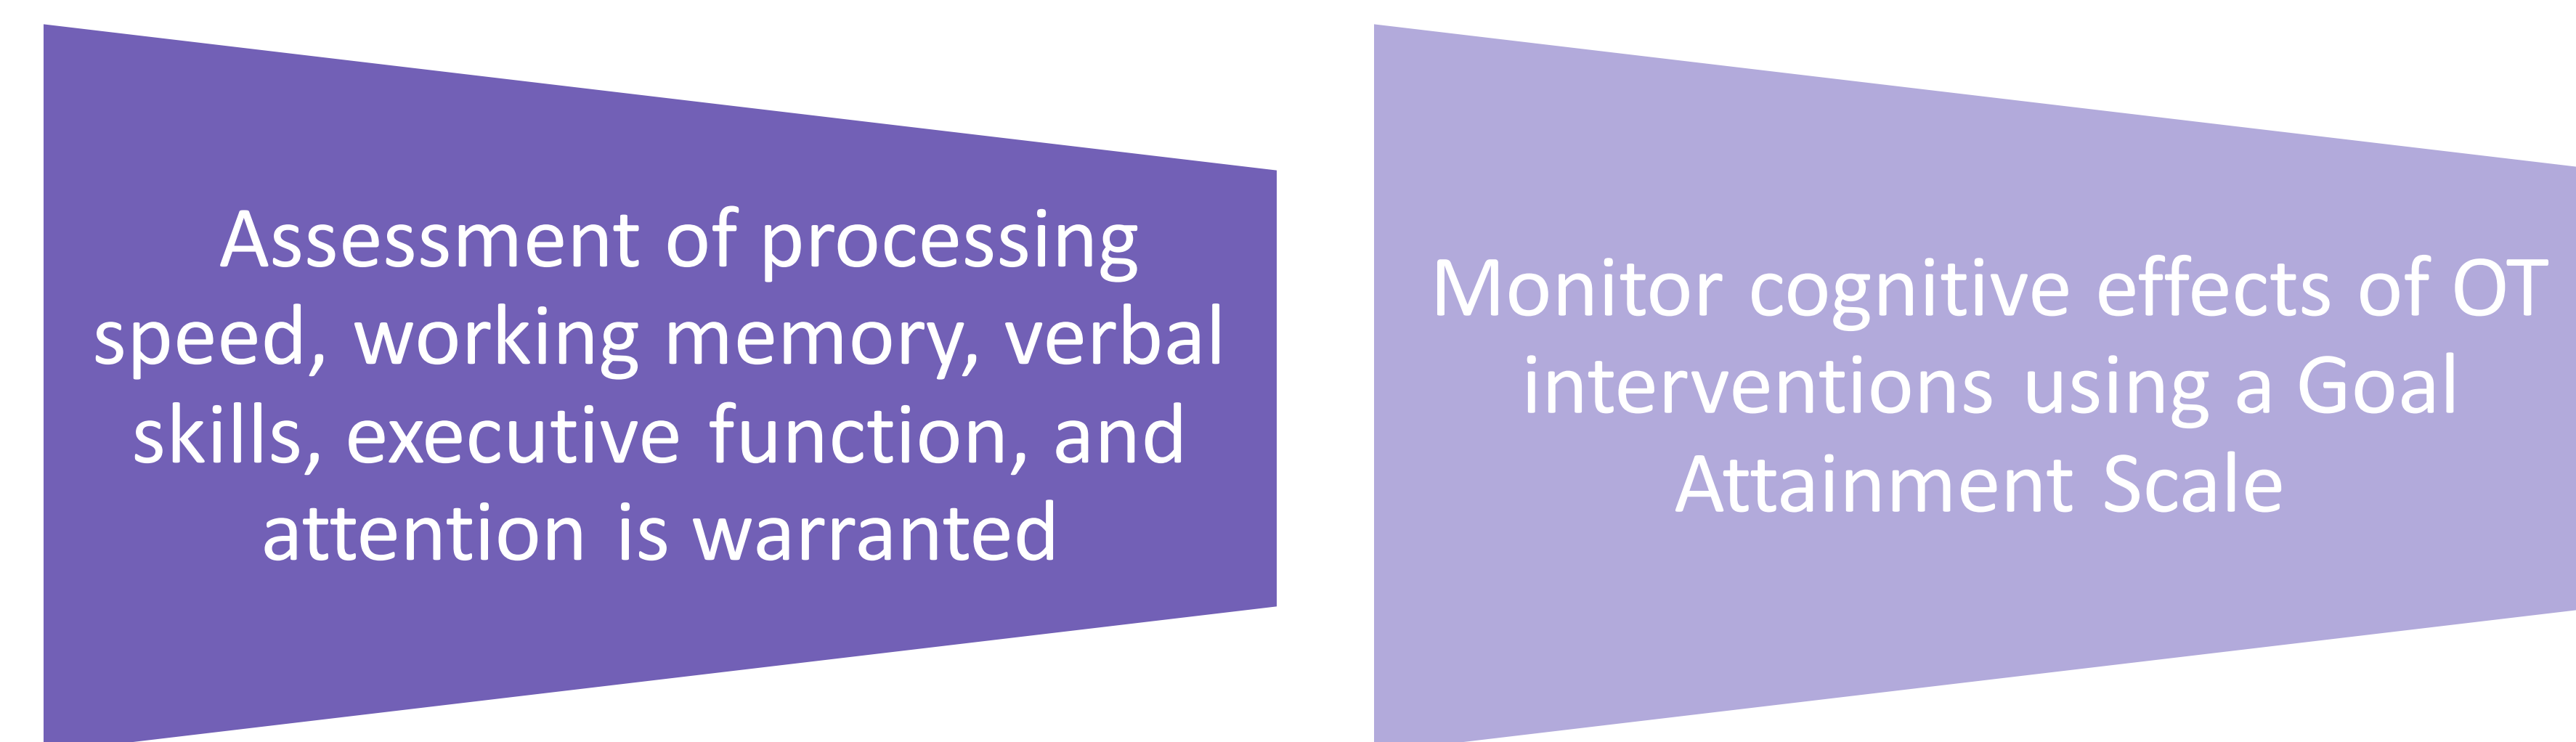 Assessment of processing
speed, working memory, verbal
skills, executive function, and
attention is warranted
Monitor cognitive effects of OT
interventions using a Goal
Attainment Scale